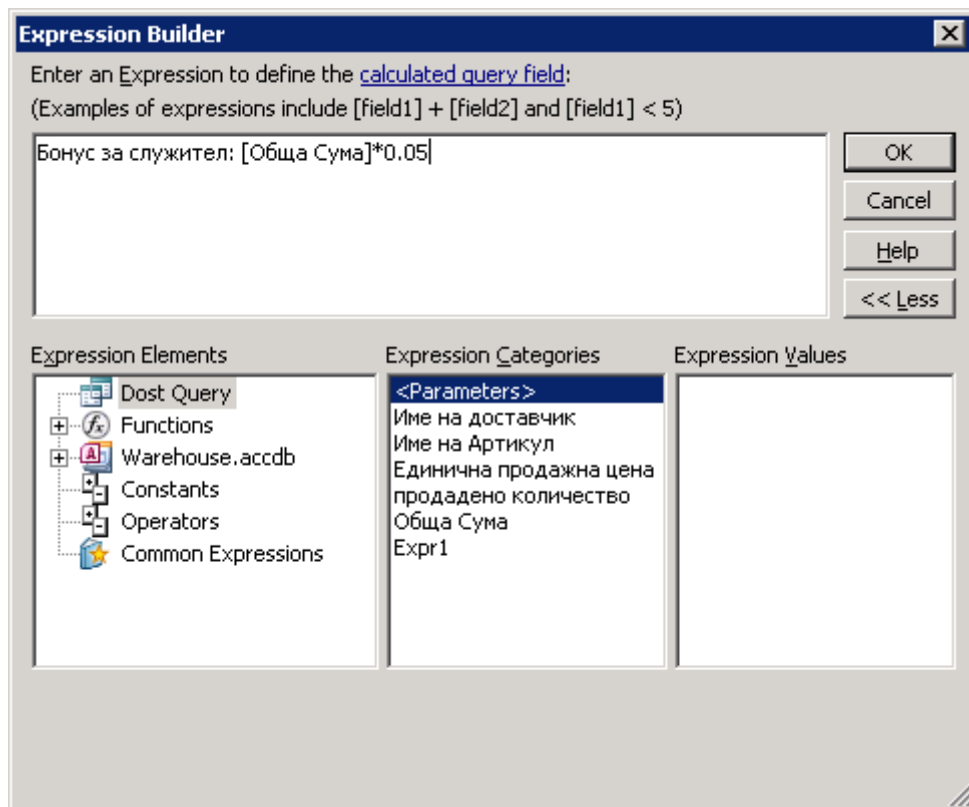 Expression Builder
Enter an Expression to define the calculated query field:
(Examples of expressions include [field1] + [field2] and [field1] < 5)
Бонус за служител: [Обща Сума]*0.05
OK
Cancel
Help
<< Less
Expression Elements
Dost Query
Functions
Warehouse.accdb
Constants
Operators
Common Expressions
Expression Categories
<Parameters>
Име на доставчик
Име на Артикул
Единична продажна цена
продадено количество
Обща Сума
Expr1
Expression Values